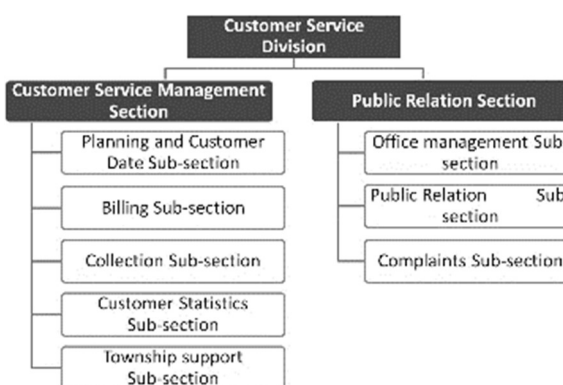 Customer Service
Division
Customer Service Management
Section
Planning and Customer
Date Sub-section
Billing Sub-section
Collection Sub-section
Customer Statistics
Sub-section
Township support
Sub-section
Public Relation Section
Office management Sub
section
Public Relation Sub
section
Complaints Sub-section